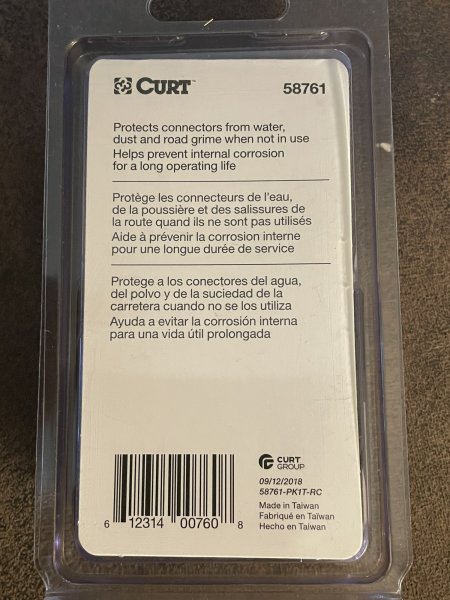 CURT™ 58761
Protects connectors from water,
dust and road grime when not in use
Helps prevent internal corrosion
for a long operating life
Protège les connecteurs de l'eau,
de la poussière et des salissures de
la route quand ils ne sont pas utilisés
Aide à prévenir la corrosion interne
pour une longue durée de service
Protege a los conectores del agua,
del polvo y de la suciedad de la
carretera cuando no se los utiliza
Ayuda a evitar la corrosión interna
para una vida útil prolongada
CURT
GROUP
09/12/2018
58761-PK1T-RC
Made in Taiwan
Fabriqué en Taïwan
Hecho en Taiwán
6 12314 00760 8